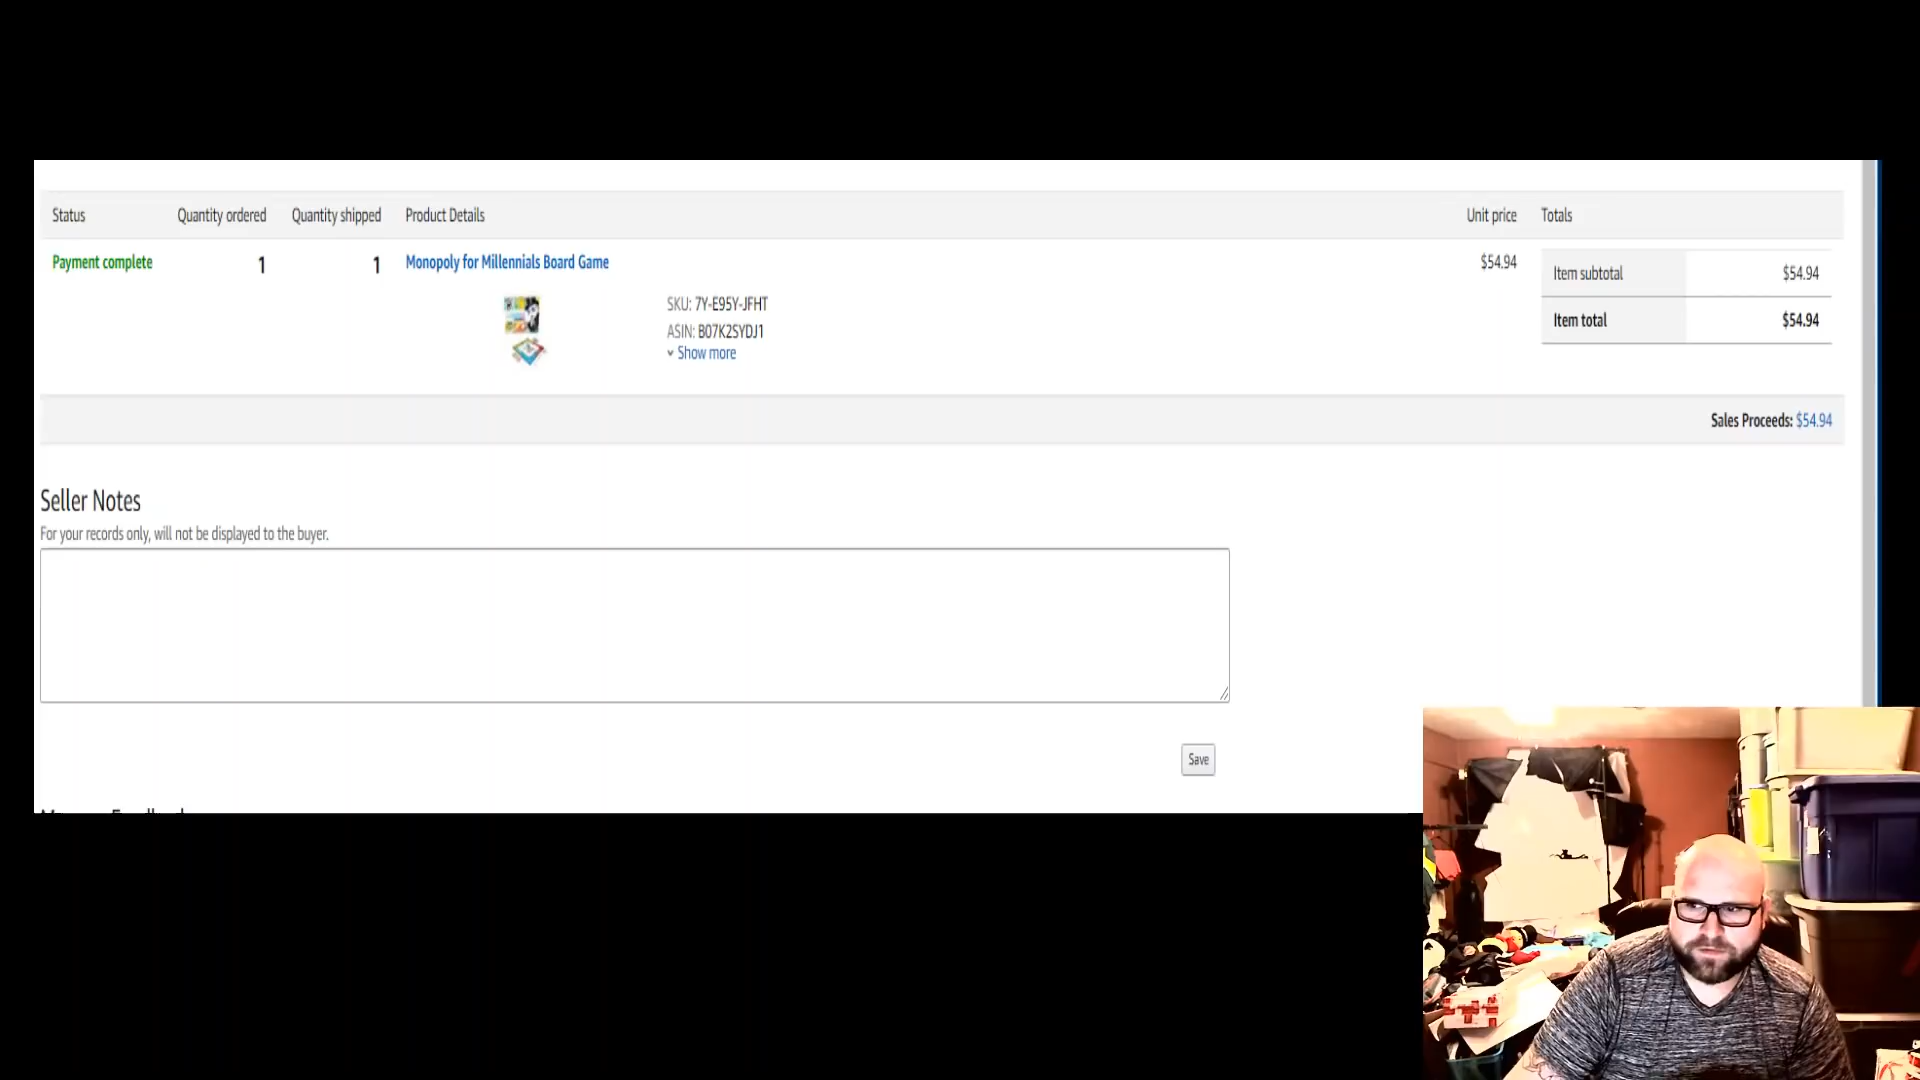 Status Quantity ordered Quantity shipped Product Details Unit price Totals
Payment complete 1 1 Monopoly for Millennials Board Game $54.94
Item subtotal $54.94
SKU: 7Y-E95Y-JFHT
Item total $54.94
ASIN: B07K2SYDJ1
Show more
Sales Proceeds: $54.94
Seller Notes
For your records only, will not be displayed to the buyer.
Save